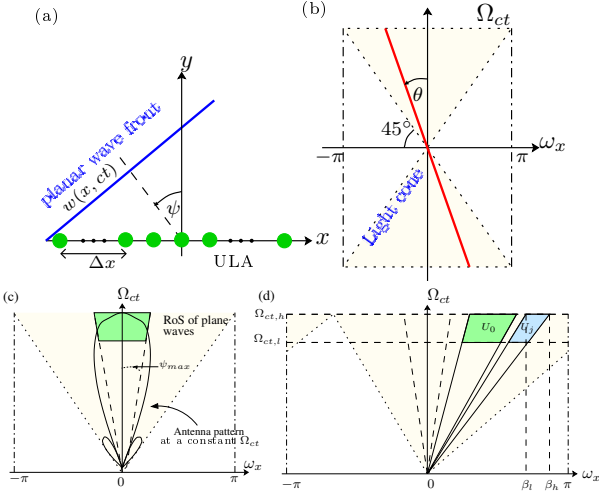 (a)
y
planar wave front
w(x, ct)
ψ
x
Δx
ULA
(b)
Ω_ct
θ
45°
−π
π
ω_x
Light cone
(c)
Ω_ct
RoS of plane
waves
ψ_max
Antenna pattern
at a constant Ω_ct
−π
0
π
ω_x
(d)
Ω_ct
Ω_ct,h
Ω_ct,l
U_0
U_j
−π
0
β_l
β_h
π
ω_x